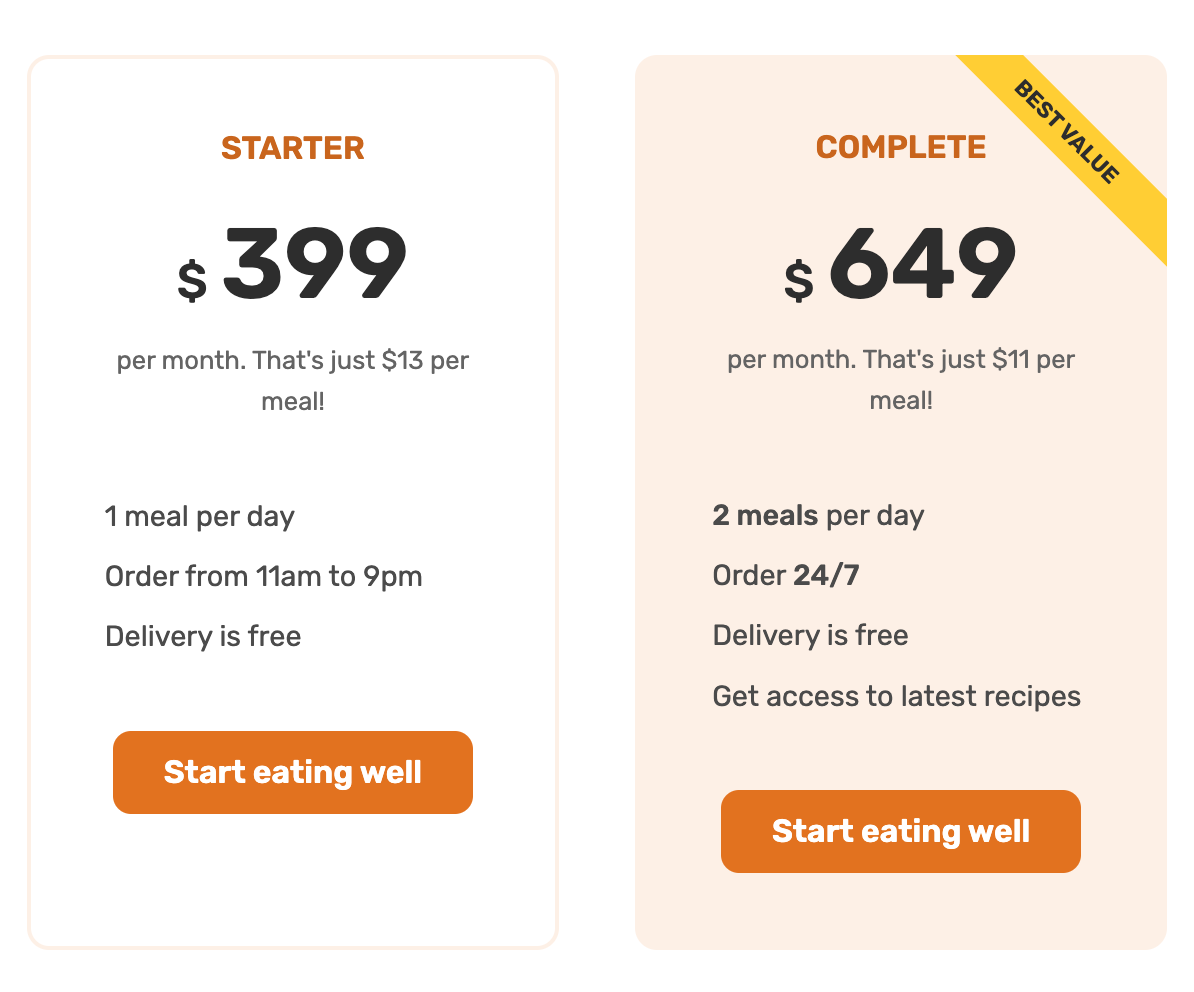 STARTER
$ 399
per month. That's just $13 per
meal!
1 meal per day
Order from 11am to 9pm
Delivery is free
Start eating well
BEST VALUE
COMPLETE
$ 649
per month. That's just $11 per
meal!
2 meals per day
Order 24/7
Delivery is free
Get access to latest recipes
Start eating well